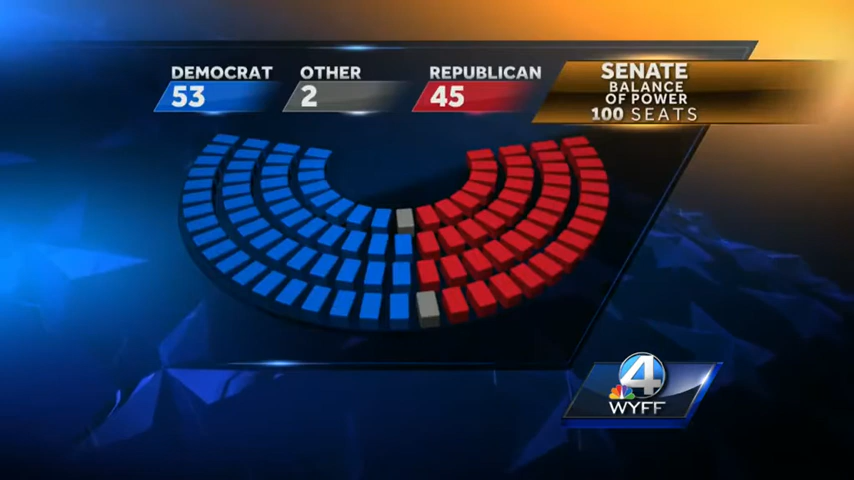 DEMOCRAT
53
OTHER
2
REPUBLICAN
45
SENATE
BALANCE
OF POWER
100 SEATS
4
WYFF